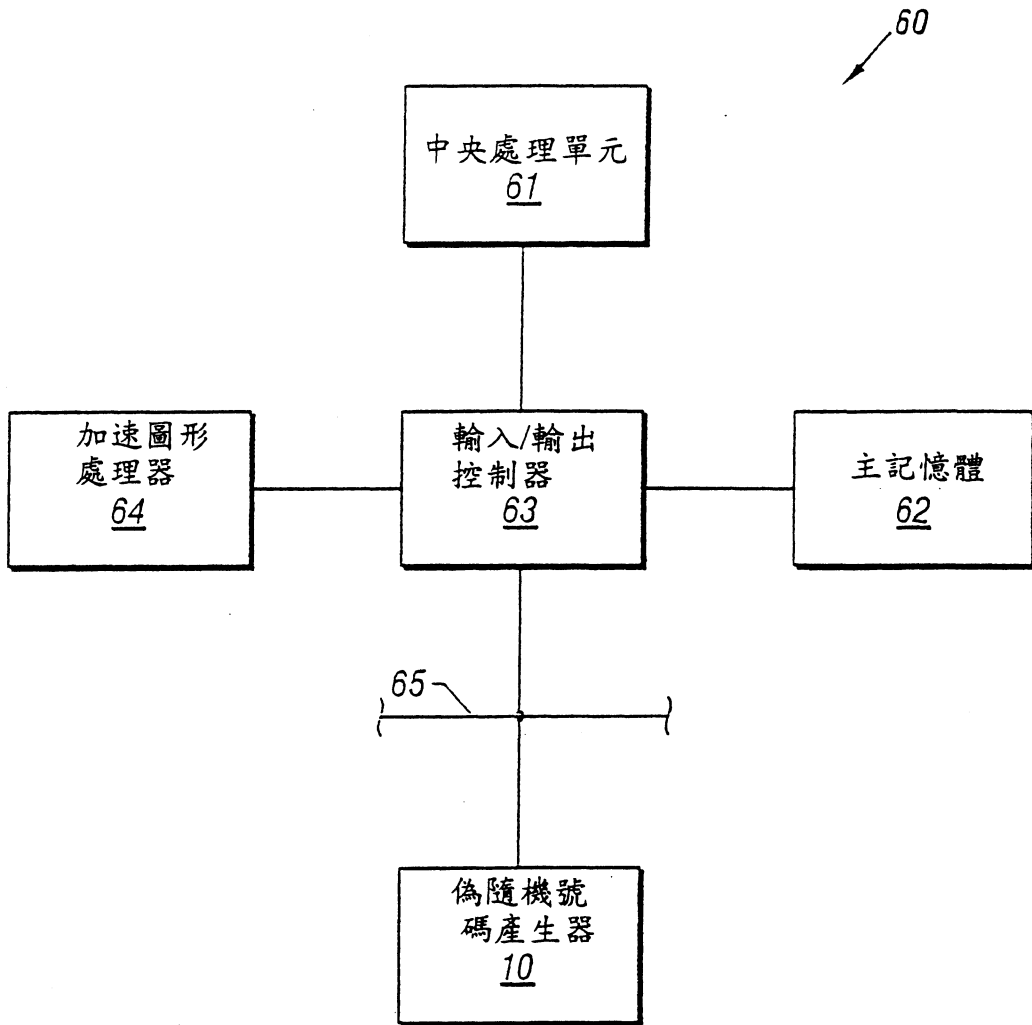 60
中央處理單元
61
加速圖形
處理器
64
輸入/輸出
控制器
63
主記憶體
62
65
偽隨機號
碼產生器
10